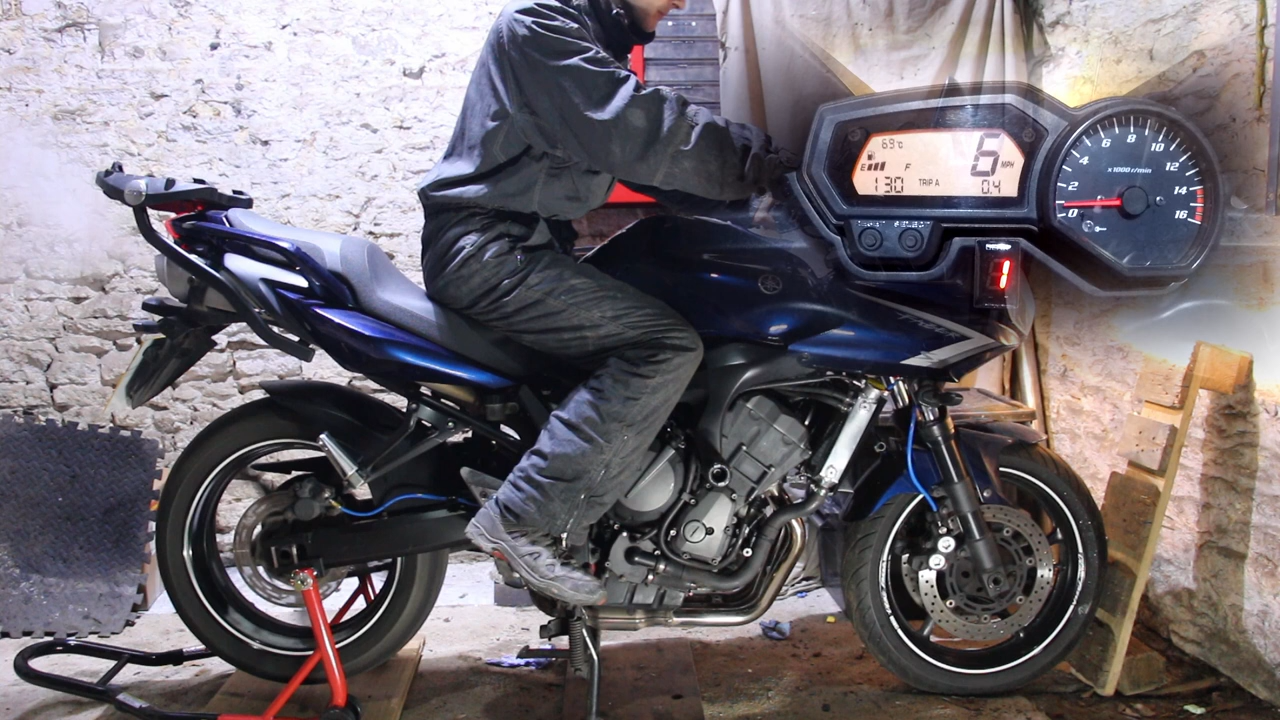 8
6 10
4 12
69°C x1000 r/min
E F 6 MPH 2 14
130 TRIP A 0.4 0 16
SELECT
1